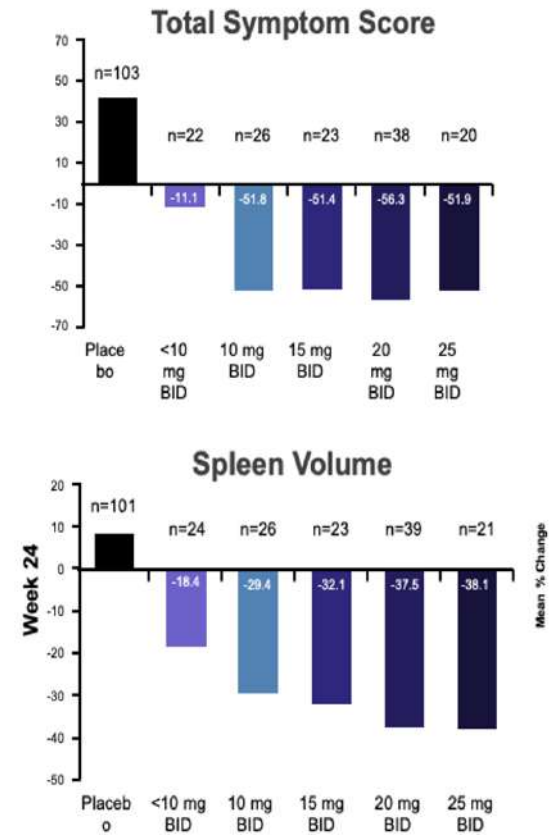 Total Symptom Score
70
50
30
10
-10
-30
-50
-70
n=103
n=22 n=26 n=23 n=38 n=20
-11.1 -51.8 -51.4 -56.3 -51.9
Place <10 10 mg 15 mg 20 25
bo mg BID BID mg mg
BID BID BID
Spleen Volume
20
10
0
-10
-20
-30
-40
-50
Week 24
n=101
n=24 n=26 n=23 n=39 n=21
-18.4 -29.4 -32.1 -37.5 -38.1
Mean % Change
Placeb <10 mg 10 mg 15 mg 20 mg 25 mg
o BID BID BID BID BID